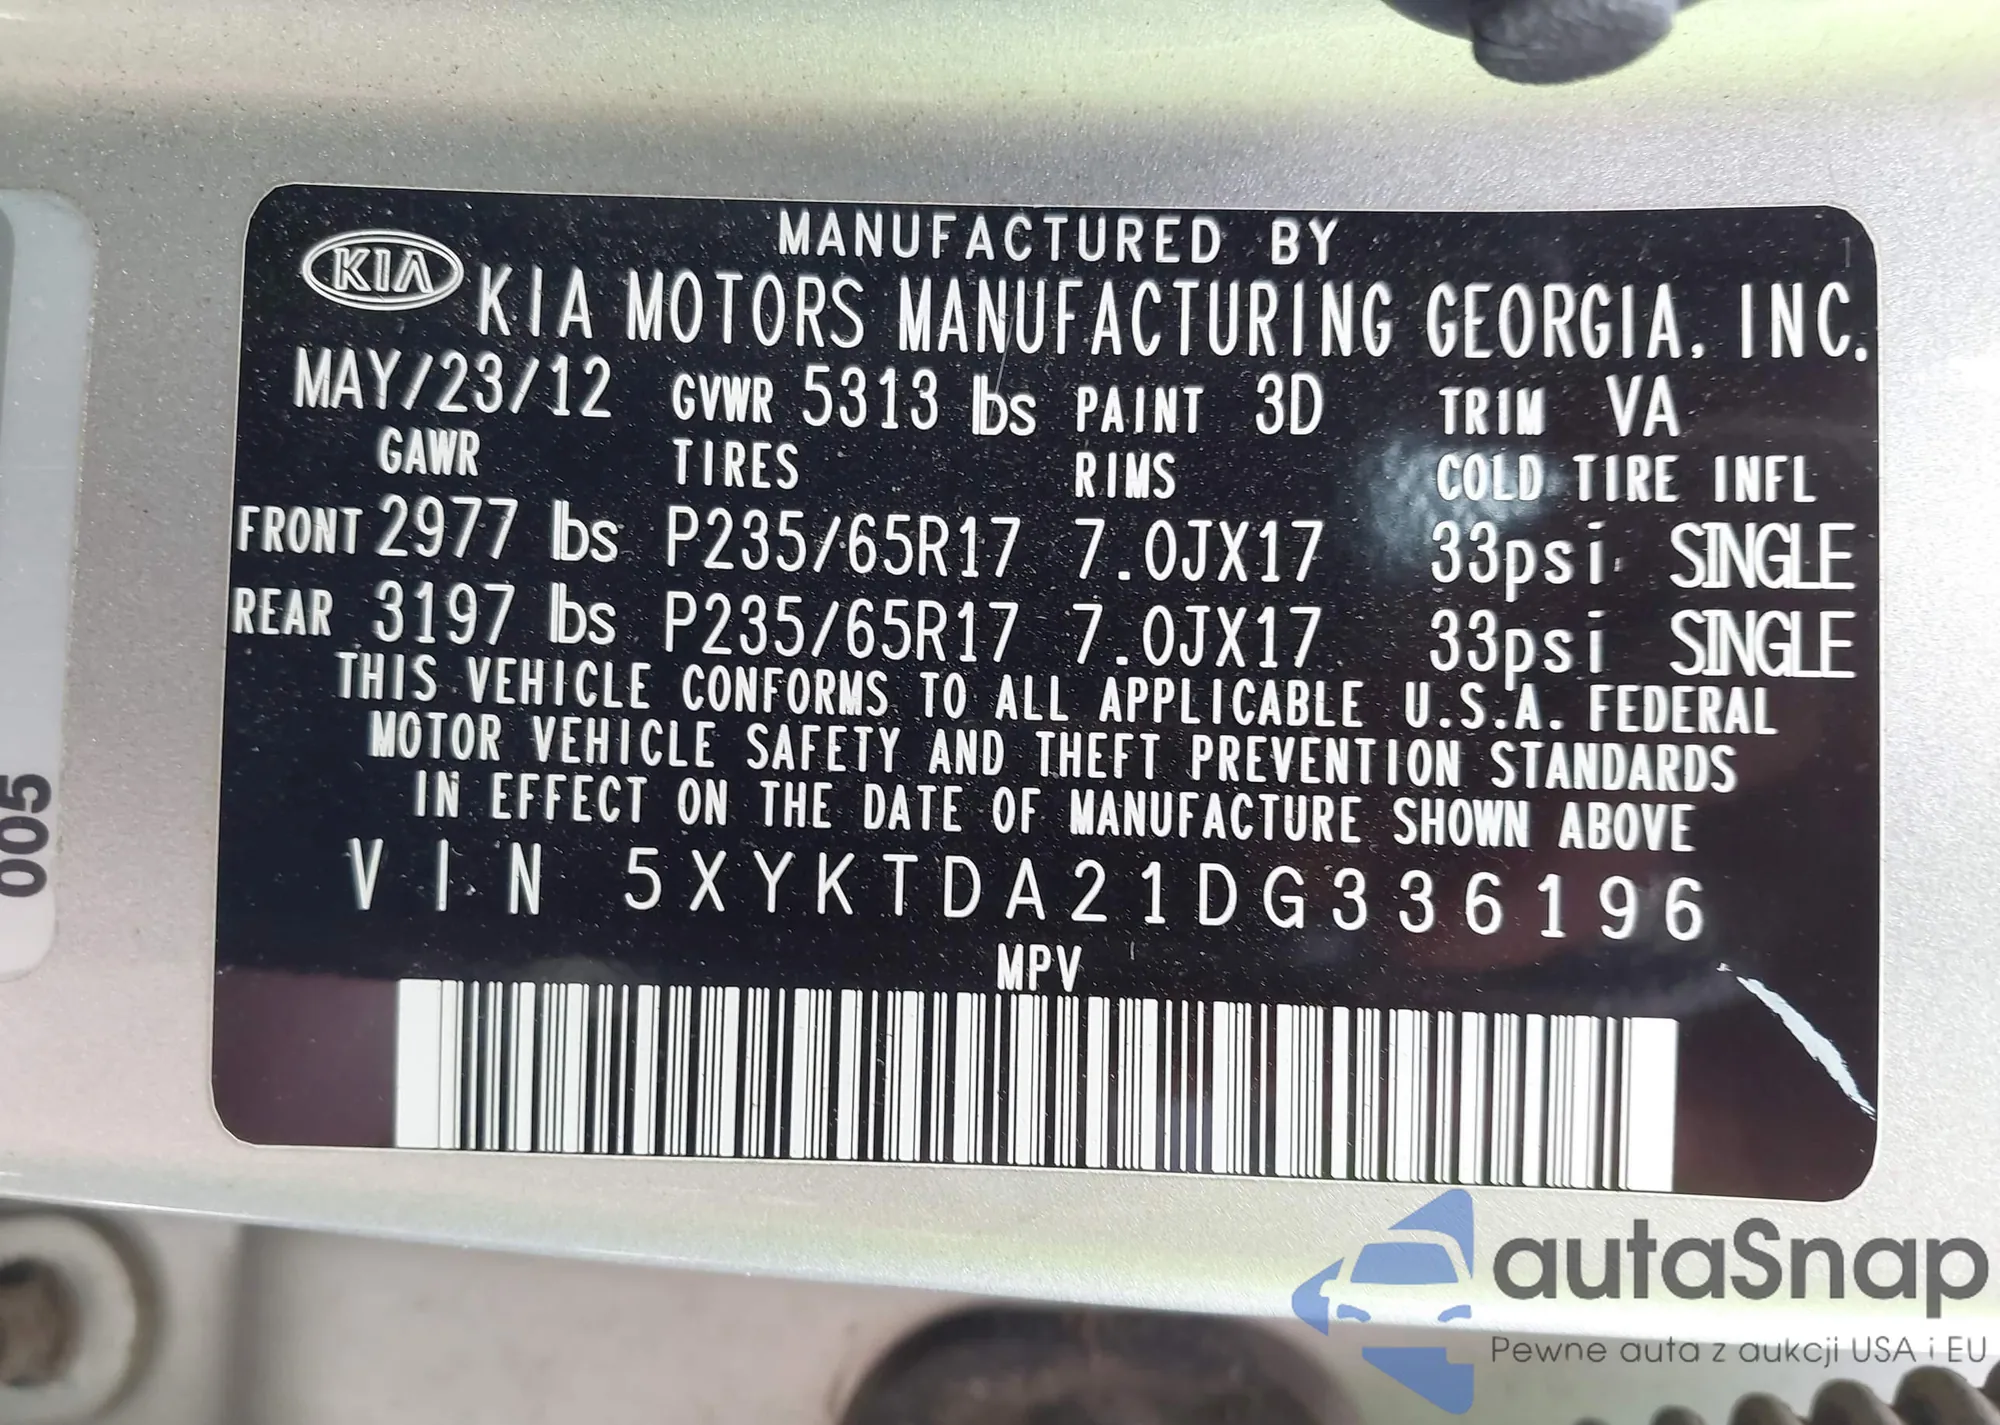 MANUFACTURED BY
KIA KIA MOTORS MANUFACTURING GEORGIA, INC.
MAY/23/12 GVWR 5313 lbs PAINT 3D TRIM VA
GAWR TIRES RIMS COLD TIRE INFL
FRONT 2977 lbs P235/65R17 7.0JX17 33psi SINGLE
REAR 3197 lbs P235/65R17 7.0JX17 33psi SINGLE
THIS VEHICLE CONFORMS TO ALL APPLICABLE U.S.A. FEDERAL
MOTOR VEHICLE SAFETY AND THEFT PREVENTION STANDARDS
IN EFFECT ON THE DATE OF MANUFACTURE SHOWN ABOVE
VIN 5XYKTDA21DG336196
MPV
005
autaSnap
Pewne auta z aukcji USA i EU